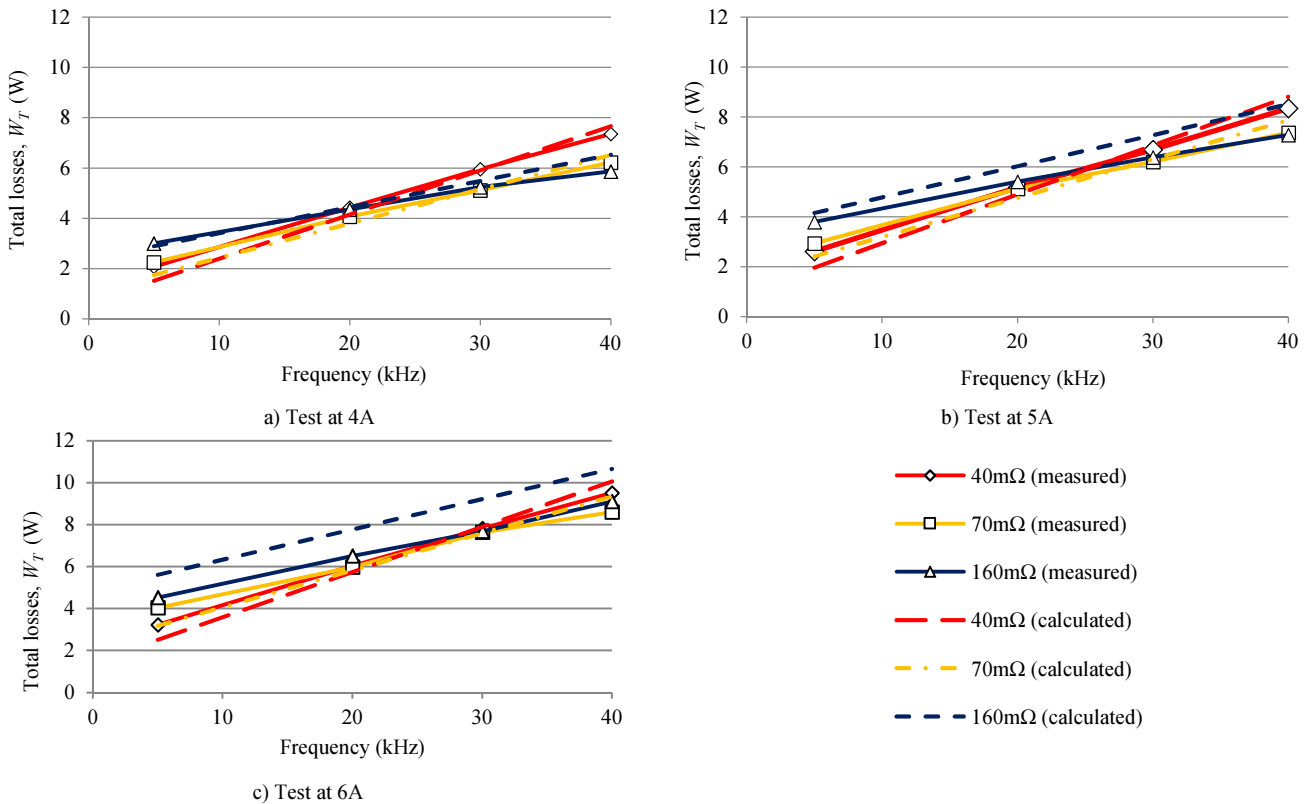 12
10
8
6
4
2
0
0
10
20
30
40
Total losses, W_T (W)
Frequency (kHz)
a) Test at 4A
12
10
8
6
4
2
0
0
10
20
30
40
Total losses, W_T (W)
Frequency (kHz)
b) Test at 5A
12
10
8
6
4
2
0
0
10
20
30
40
Total losses, W_T (W)
Frequency (kHz)
c) Test at 6A
40mΩ (measured)
70mΩ (measured)
160mΩ (measured)
40mΩ (calculated)
70mΩ (calculated)
160mΩ (calculated)